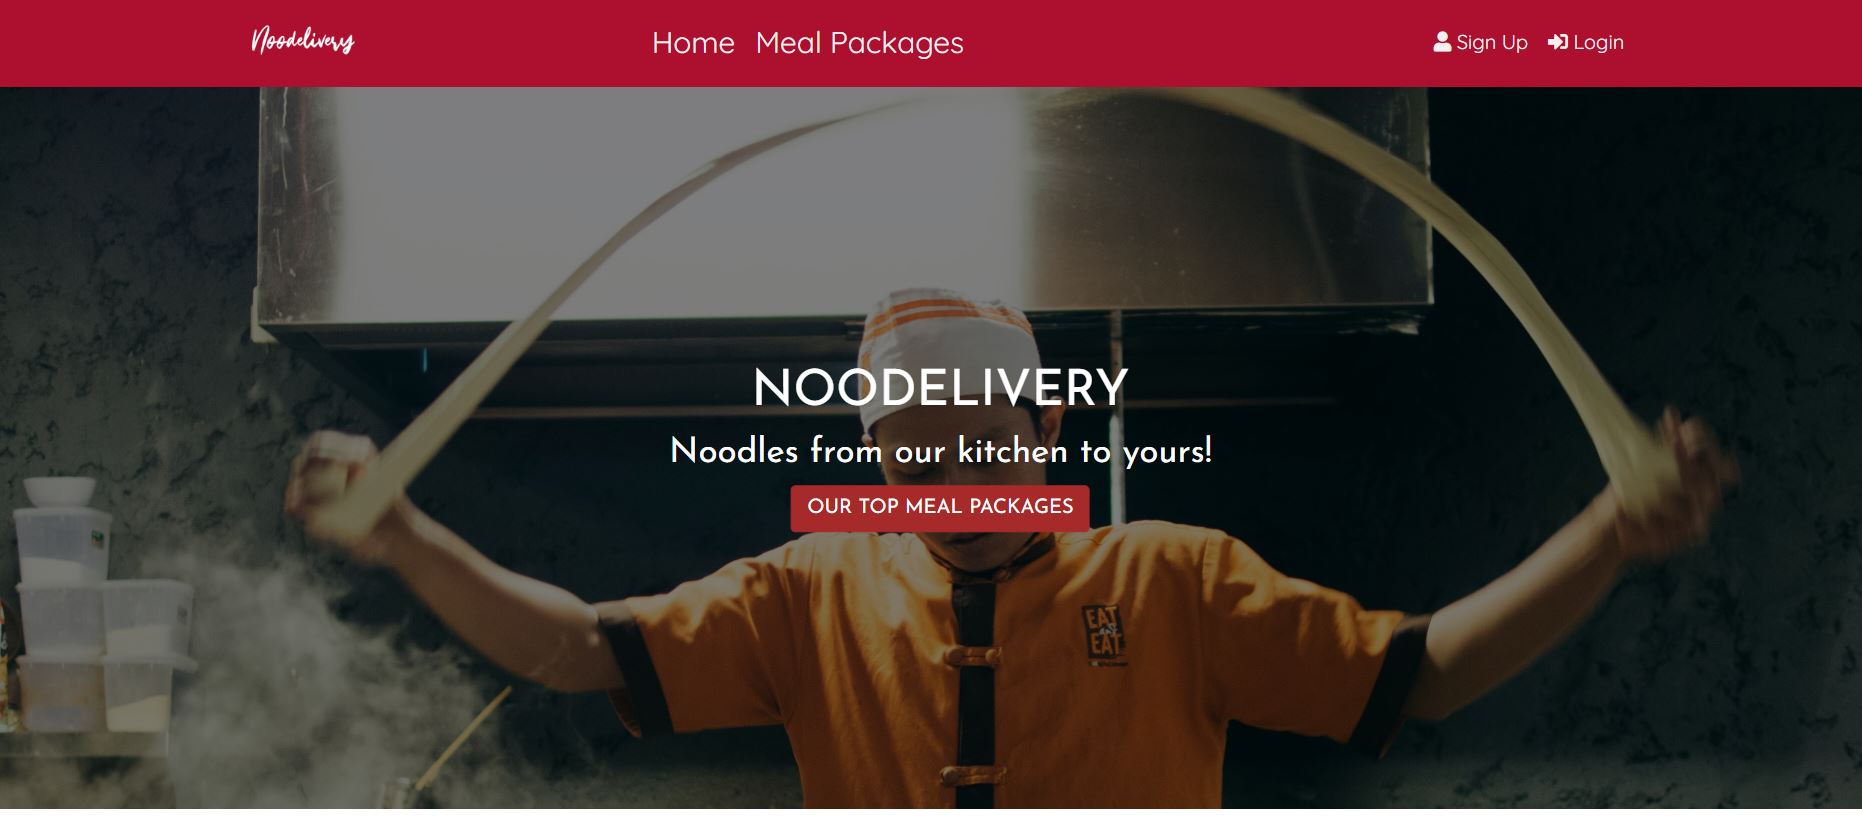 Noodelivery
Home Meal Packages
Sign Up Login
NOODELIVERY
Noodles from our kitchen to yours!
OUR TOP MEAL PACKAGES
EAT
and
EAT